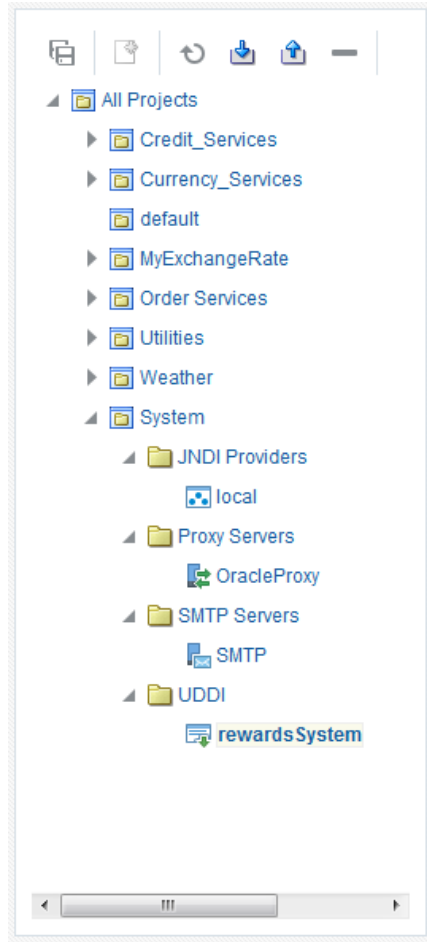 All Projects
Credit_Services
Currency_Services
default
MyExchangeRate
Order Services
Utilities
Weather
System
JNDI Providers
local
Proxy Servers
OracleProxy
SMTP Servers
SMTP
UDDI
rewardsSystem